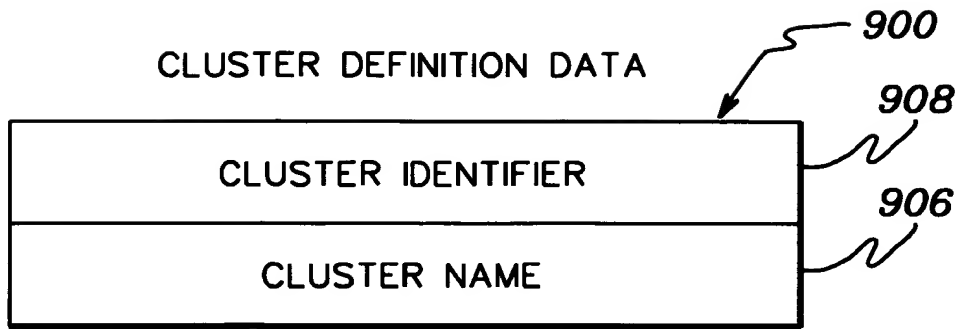 900
CLUSTER DEFINITION DATA
908
CLUSTER IDENTIFIER
906
CLUSTER NAME